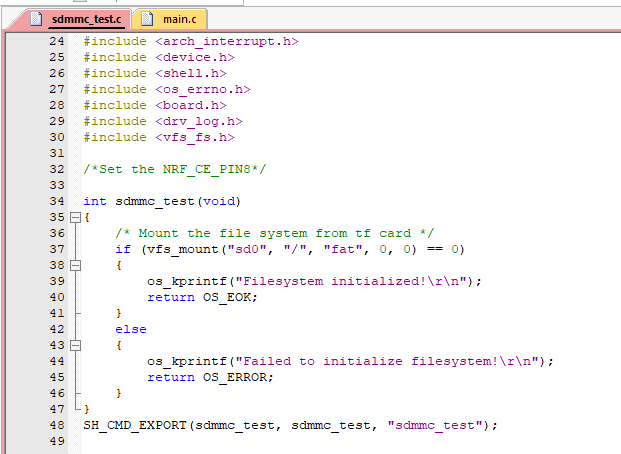 sdmmc_test.c main.c
24 #include <arch_interrupt.h>
25 #include <device.h>
26 #include <shell.h>
27 #include <os_errno.h>
28 #include <board.h>
29 #include <drv_log.h>
30 #include <vfs_fs.h>
31
32 /*Set the NRF_CE_PIN8*/
33
34 int sdmmc_test(void)
35 {
36     /* Mount the file system from tf card */
37     if (vfs_mount("sd0", "/", "fat", 0, 0) == 0)
38     {
39         os_kprintf("Filesystem initialized!\r\n");
40         return OS_EOK;
41     }
42     else
43     {
44         os_kprintf("Failed to initialize filesystem!\r\n");
45         return OS_ERROR;
46     }
47 }
48 SH_CMD_EXPORT(sdmmc_test, sdmmc_test, "sdmmc_test");
49